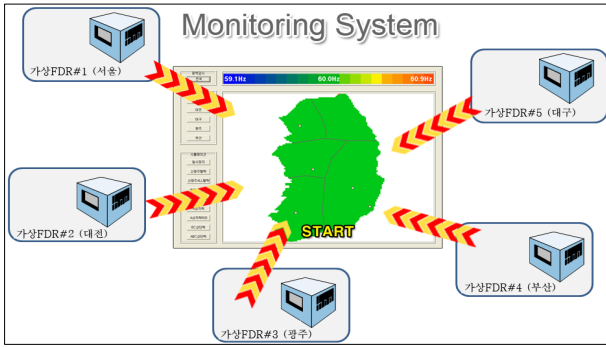 Monitoring System
가상FDR#1 (서울)
59.1Hz 60.0Hz 60.9Hz
가상FDR#5 (대구)
가상FDR#2 (대전)
START
가상FDR#4 (부산)
가상FDR#3 (광주)